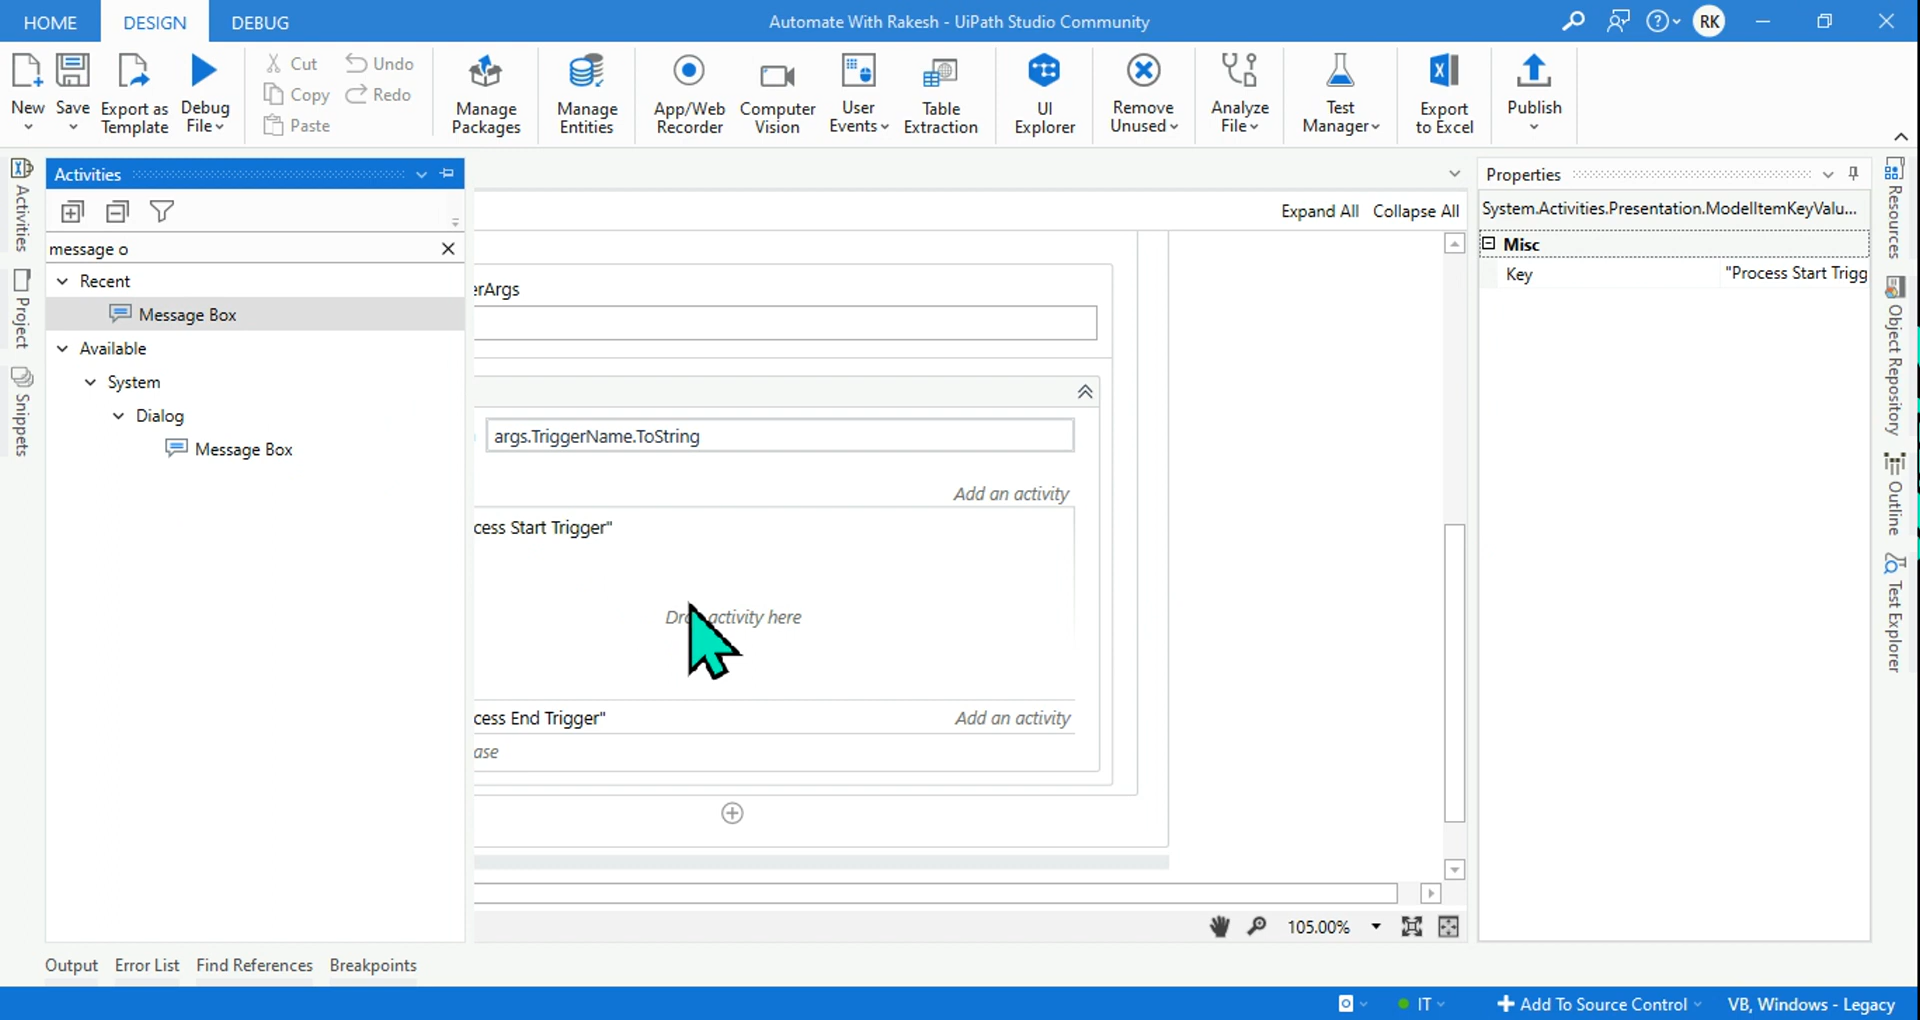 HOME DESIGN DEBUG Automate With Rakesh - UiPath Studio Community RK
New Save Export as Template Debug File Cut Copy Paste Undo Redo Manage Packages Manage Entities App/Web Recorder Computer Vision User Events Table Extraction UI Explorer Remove Unused Analyze File Test Manager Export to Excel Publish
Activities
Project
Snippets
Activities
message o
Recent
Message Box
Available
System
Dialog
Message Box
Expand All Collapse All
erArgs
args.TriggerName.ToString
Add an activity
cess Start Trigger"
activity here
cess End Trigger" Add an activity
ase
105.00%
Properties
System.Activities.Presentation.ModelItemKeyValu...
Misc
Key "Process Start Trigg
Resources
Object Repository
Outline
Test Explorer
Output Error List Find References Breakpoints
IT Add To Source Control VB, Windows - Legacy